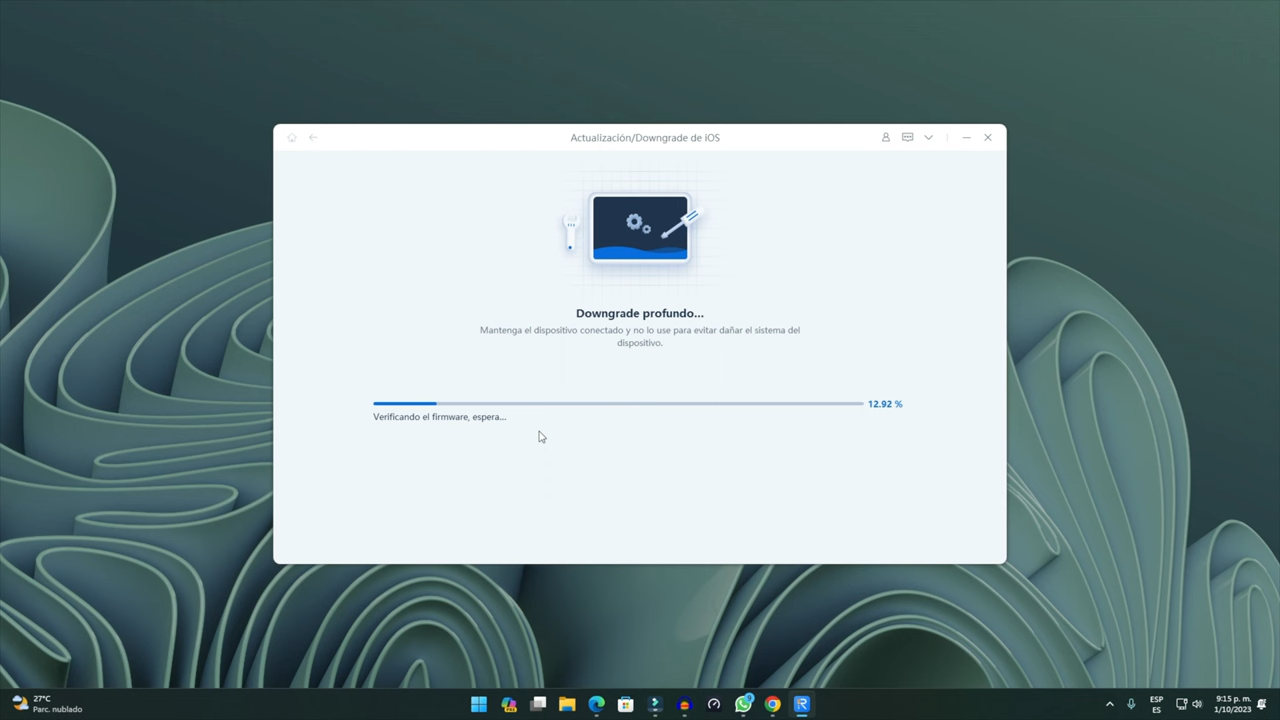 Actualización/Downgrade de iOS
Downgrade profundo...
Mantenga el dispositivo conectado y no lo use para evitar dañar el sistema del
dispositivo.
12.92 %
Verificando el firmware, espera...
27°C
Parc. nublado
ESP
ES
9:15 p. m.
1/10/2023